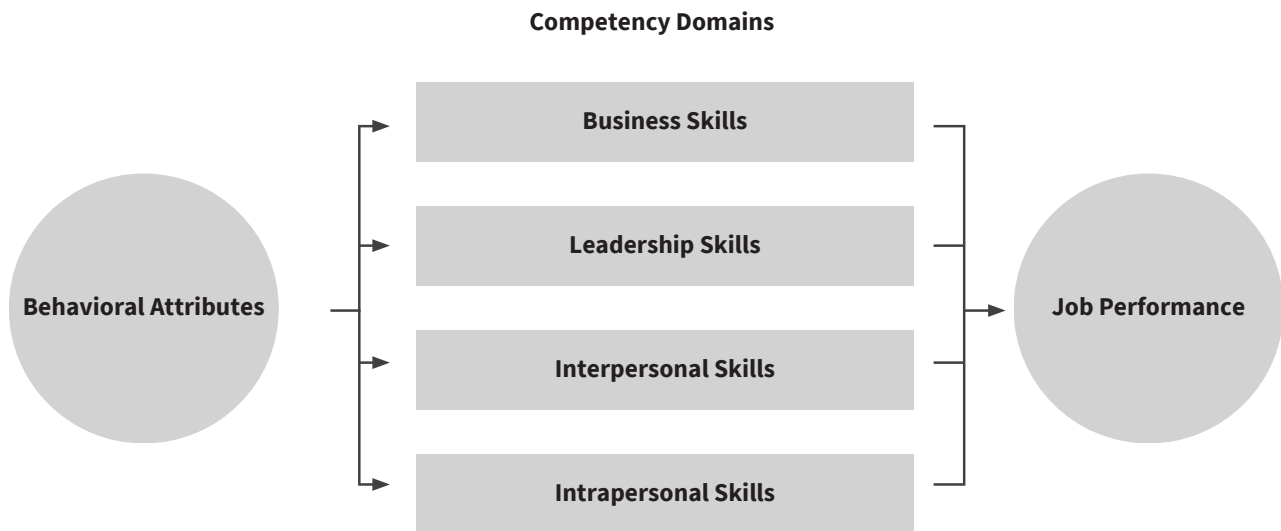 Competency Domains
Business Skills
Leadership Skills
Behavioral Attributes
Job Performance
Interpersonal Skills
Intrapersonal Skills